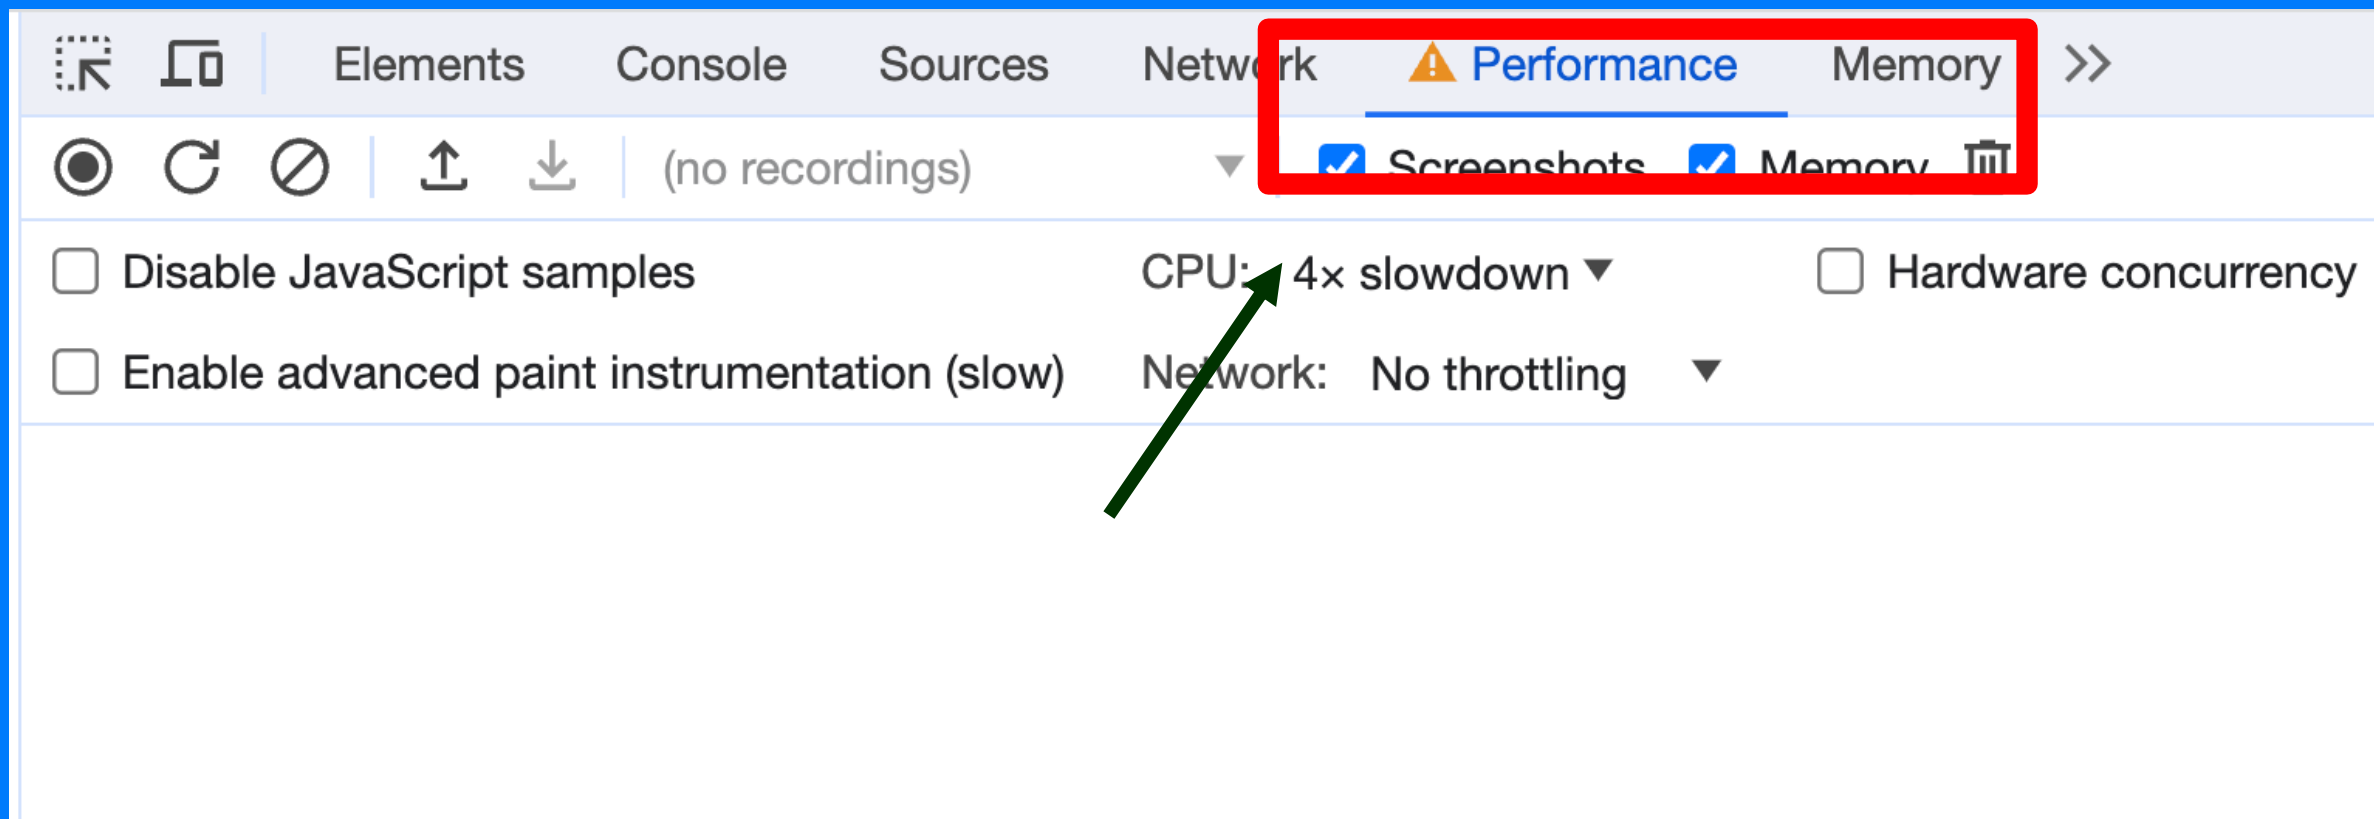 Elements Console Sources Network Performance Memory
(no recordings) Screenshots Memory
Disable JavaScript samples CPU: 4× slowdown Hardware concurrency
Enable advanced paint instrumentation (slow) Network: No throttling